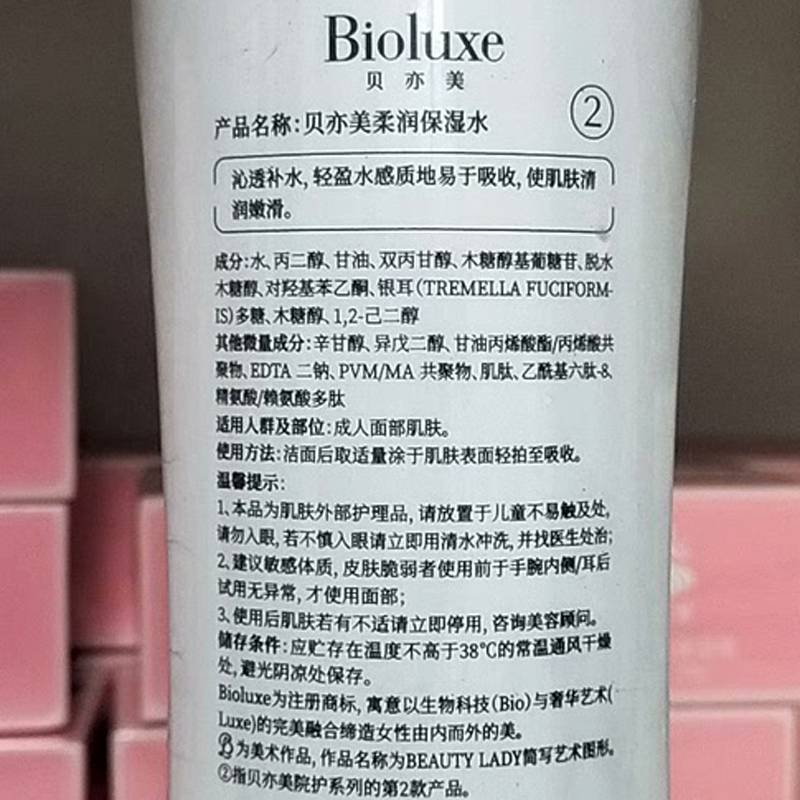 Bioluxe
贝亦美
产品名称:贝亦美柔润保湿水
②
沁透补水, 轻盈水感质地易于吸收, 使肌肤清
润嫩滑。
成分:水、丙二醇、甘油、双丙甘醇、木糖醇基葡糖苷、脱水
木糖醇、对羟基苯乙酮、银耳(TREMELLA FUCIFORM-
IS)多糖、木糖醇、1,2-己二醇
其他微量成分:辛甘醇、异戊二醇、甘油丙烯酸酯/丙烯酸共
聚物、EDTA 二钠、PVM/MA 共聚物、肌肽、乙酰基六肽-8、
精氨酸/赖氨酸多肽
适用人群及部位:成人面部肌肤。
使用方法:洁面后取适量涂于肌肤表面轻拍至吸收。
温馨提示:
1、本品为肌肤外部护理品, 请放置于儿童不易触及处,
请勿入眼, 若不慎入眼请立即用清水冲洗, 并找医生处治;
2、建议敏感体质, 皮肤脆弱者使用前于手腕内侧/耳后
试用无异常, 才使用面部;
3、使用后肌肤若有不适请立即停用, 咨询美容顾问。
储存条件:应贮存在温度不高于38℃的常温通风干燥
处, 避光阴凉处保存。
Bioluxe为注册商标, 寓意以生物科技(Bio)与奢华艺术(
Luxe)的完美融合缔造女性由内而外的美。
B为美术作品, 作品名称为BEAUTY LADY简写艺术图形。
②指贝亦美院护系列的第2款产品。